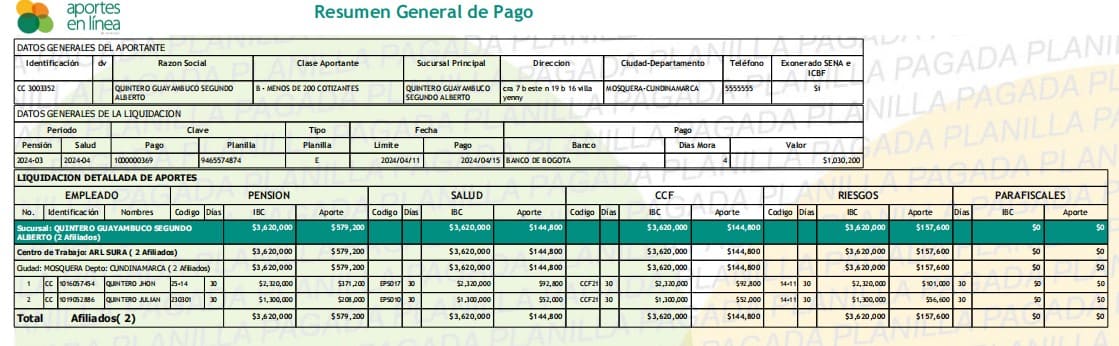 aportes
en línea
Resumen General de Pago
DATOS GENERALES DEL APORTANTE
Identificación dv Razon Social Clase Aportante Sucursal Principal Direccion Ciudad-Departamento Teléfono Exonerado SENA e ICBF
CC 3003352 QUINTERO GUAYAMBUCO SEGUNDO ALBERTO B - MENOS DE 200 COTIZANTES QUINTERO GUAYAMBUCO SEGUNDO ALBERTO cra 7 b este n 19 b 16 villa yenny MOSQUERA-CUNDINAMARCA 5555555 SI
DATOS GENERALES DE LA LIQUIDACION
Periodo Clave Tipo Fecha Pago
Pensión Salud Pago Planilla Planilla Limite Pago Banco Dias Mora Valor
2024-03 2024-04 1000000369 9465574874 E 2024/04/11 2024/04/15 BANCO DE BOGOTA 4 $1,030,200
LIQUIDACION DETALLADA DE APORTES
EMPLEADO PENSION SALUD CCF RIESGOS PARAFISCALES
No. Identificación Nombres Codigo Días IBC Aporte Codigo Días IBC Aporte Codigo Días IBC Aporte Codigo Días IBC Aporte Días IBC Aporte
Sucursal: QUINTERO GUAYAMBUCO SEGUNDO ALBERTO (2 Afiliados) $3,620,000 $579,200 $3,620,000 $144,800 $3,620,000 $144,800 $3,620,000 $157,600 $0 $0
Centro de Trabajo: ARL SURA ( 2 Afiliados) $3,620,000 $579,200 $3,620,000 $144,800 $3,620,000 $144,800 $3,620,000 $157,600 $0 $0
Ciudad: MOSQUERA Depto: CUNDINAMARCA ( 2 Afiliados) $3,620,000 $579,200 $3,620,000 $144,800 $3,620,000 $144,800 $3,620,000 $157,600 $0 $0
1 CC 1016057454 QUINTERO JHON 25-14 30 $2,320,000 $371,200 EPS017 30 $2,320,000 $92,800 CCF21 30 $2,320,000 $92,800 14-11 30 $2,320,000 $101,000 30 $0 $0
2 CC 1019052886 QUINTERO JULIAN 230301 30 $1,300,000 $208,000 EPS010 30 $1,300,000 $52,000 CCF21 30 $1,300,000 $52,000 14-11 30 $1,300,000 $56,600 30 $0 $0
Total Afiliados( 2) $3,620,000 $579,200 $3,620,000 $144,800 $3,620,000 $144,800 $3,620,000 $157,600 $0 $0
PLANILLA PAGADA